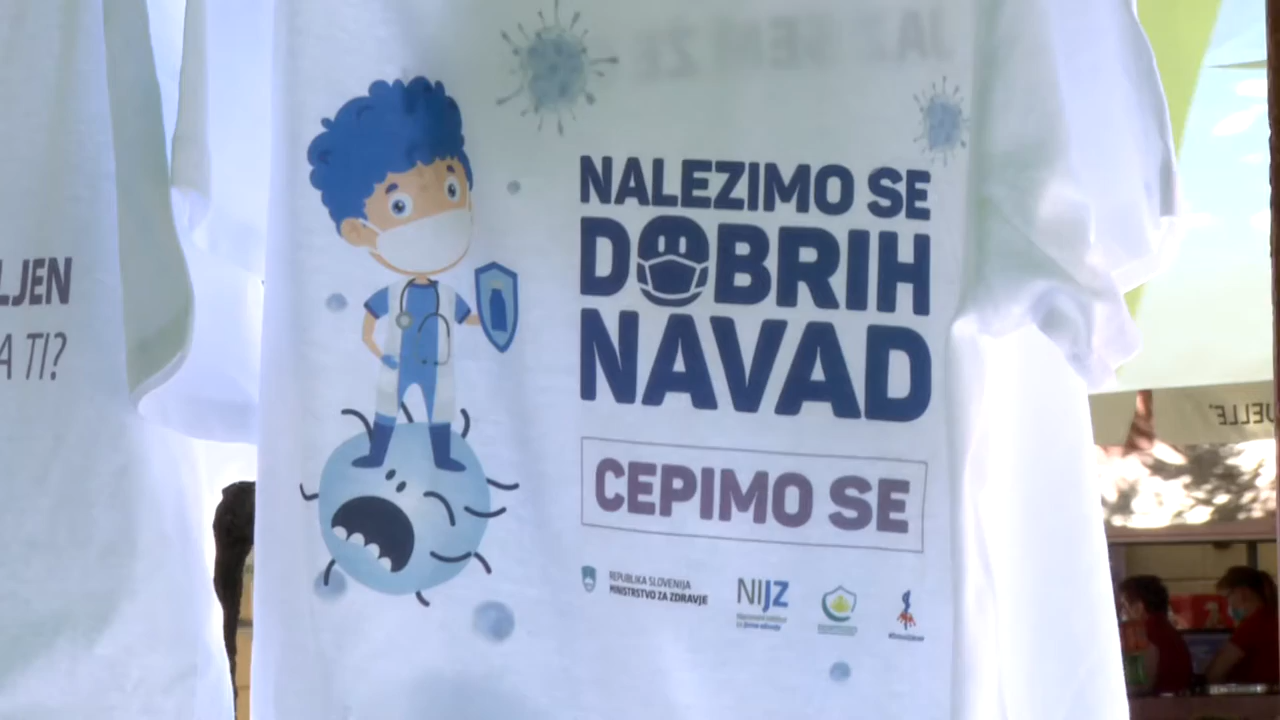 LJEN
A TI?
NALEZIMO SE
DOBRIH
NAVAD
CEPIMO SE
REPUBLIKA SLOVENIJA
MINISTRSTVO ZA ZDRAVJE
NIJZ